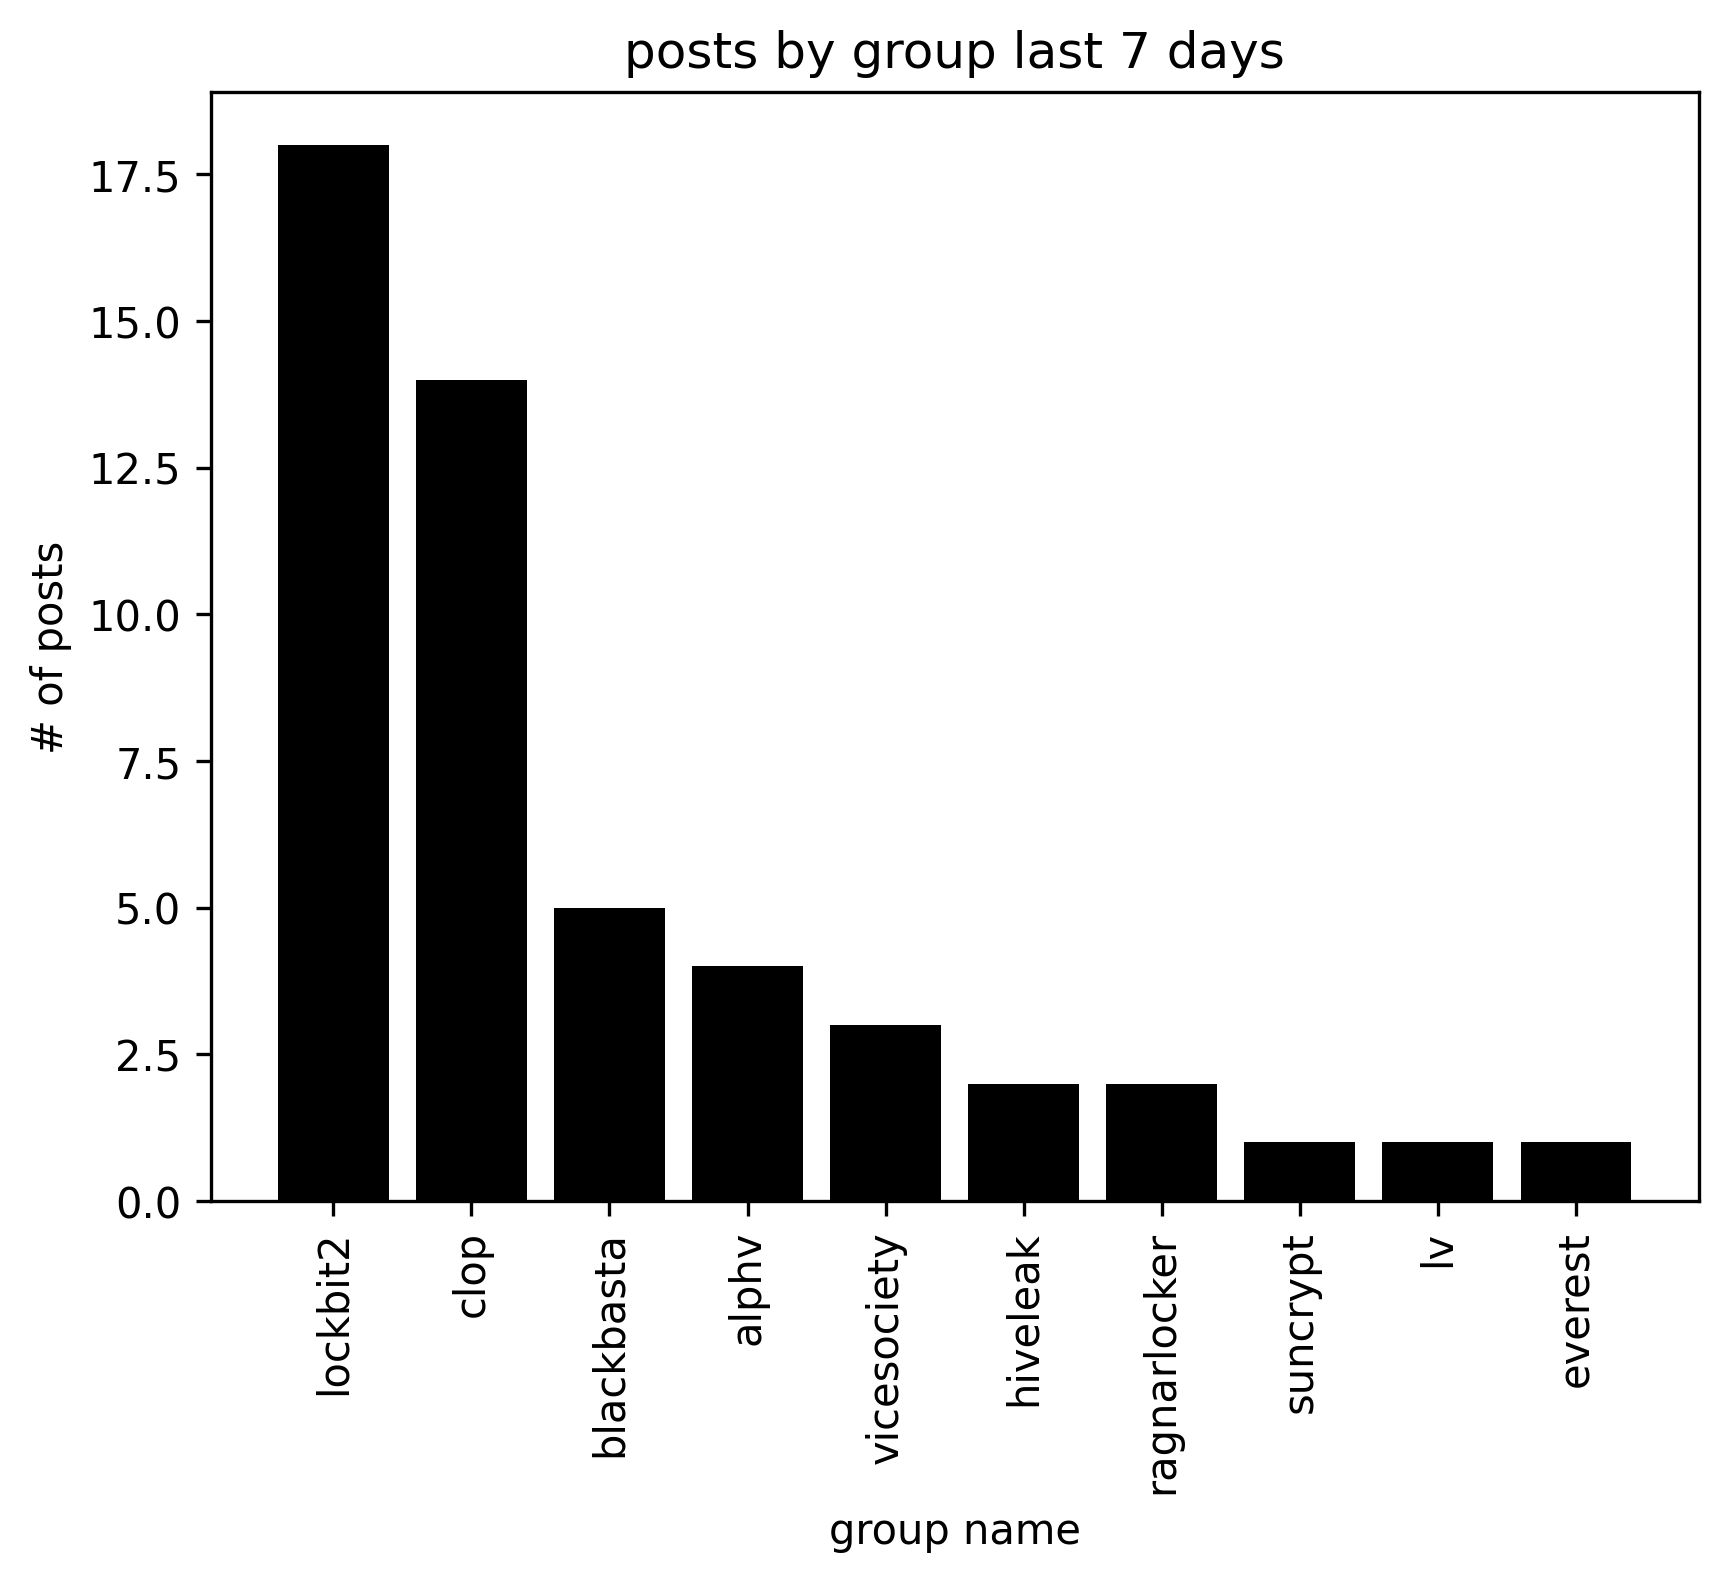 posts by group last 7 days
# of posts
17.5
15.0
12.5
10.0
7.5
5.0
2.5
0.0
lockbit2
clop
blackbasta
alphv
vicesociety
hiveleak
ragnarlocker
suncrypt
lv
everest
group name